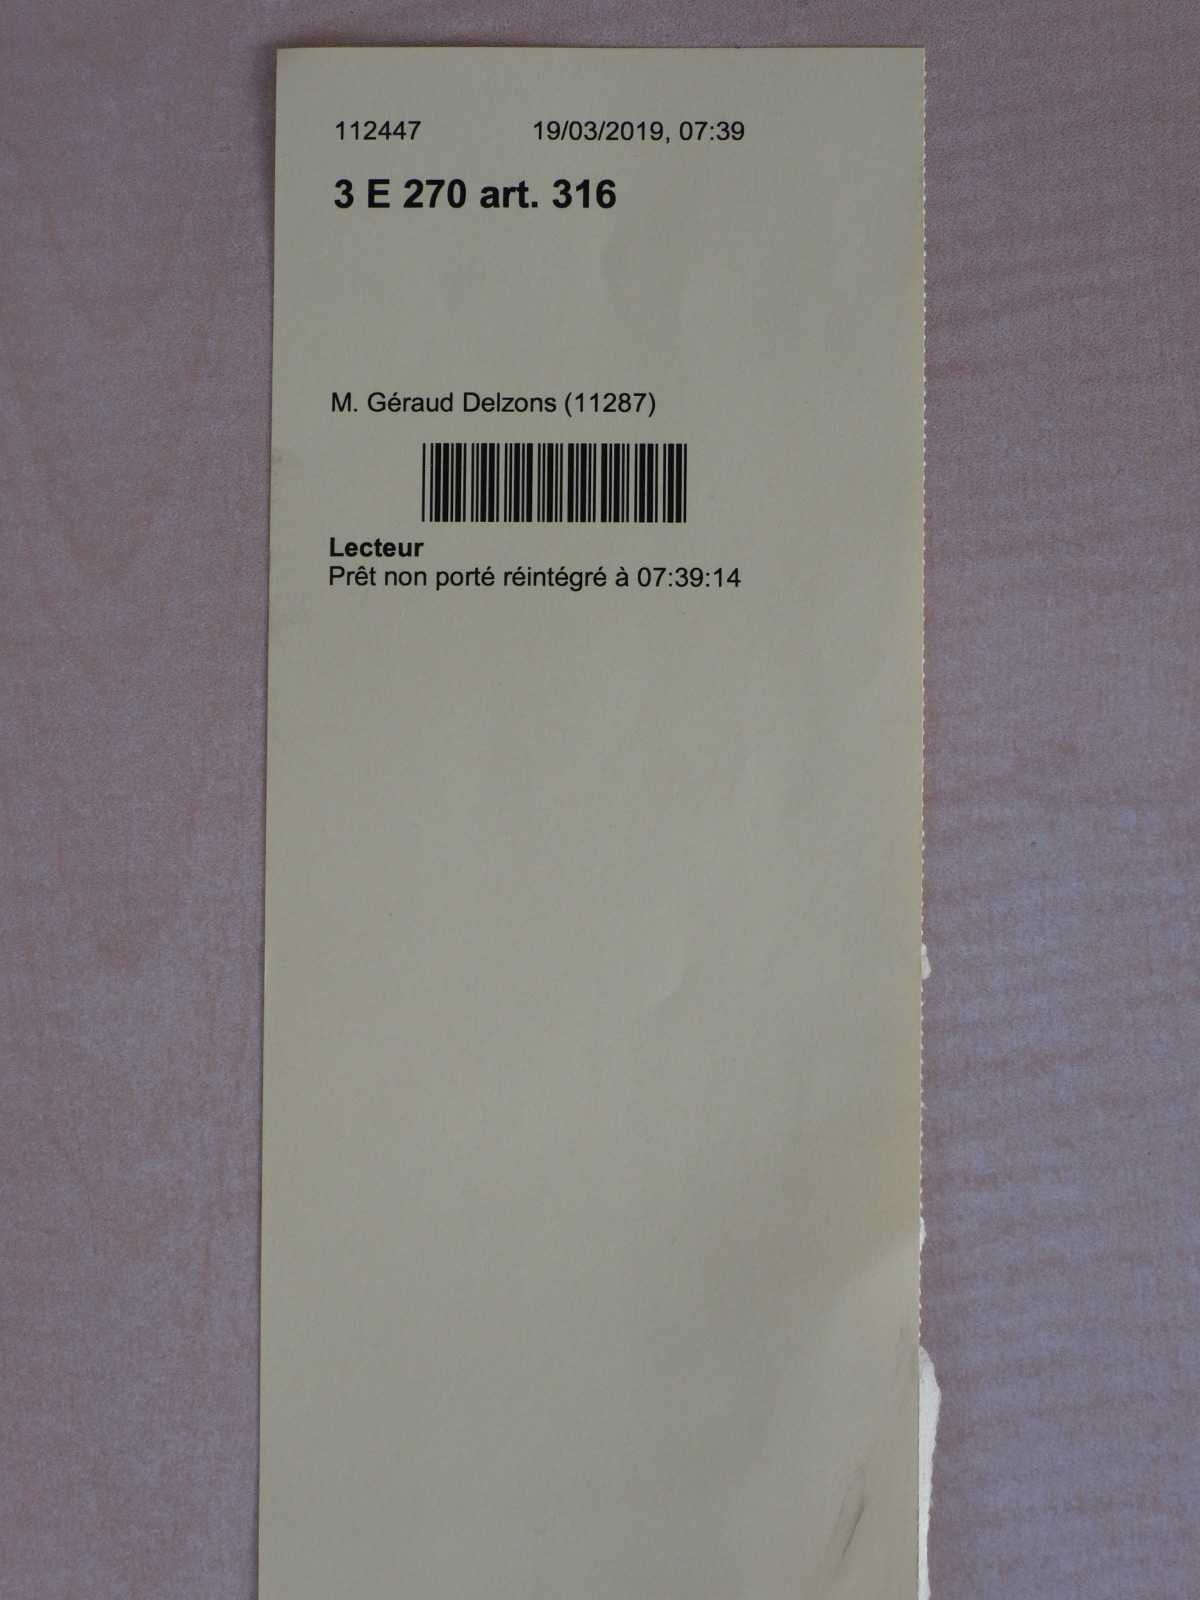 112447 19/03/2019, 07:39
3 E 270 art. 316
M. Géraud Delzons (11287)
Lecteur
Prêt non porté réintégré à 07:39:14